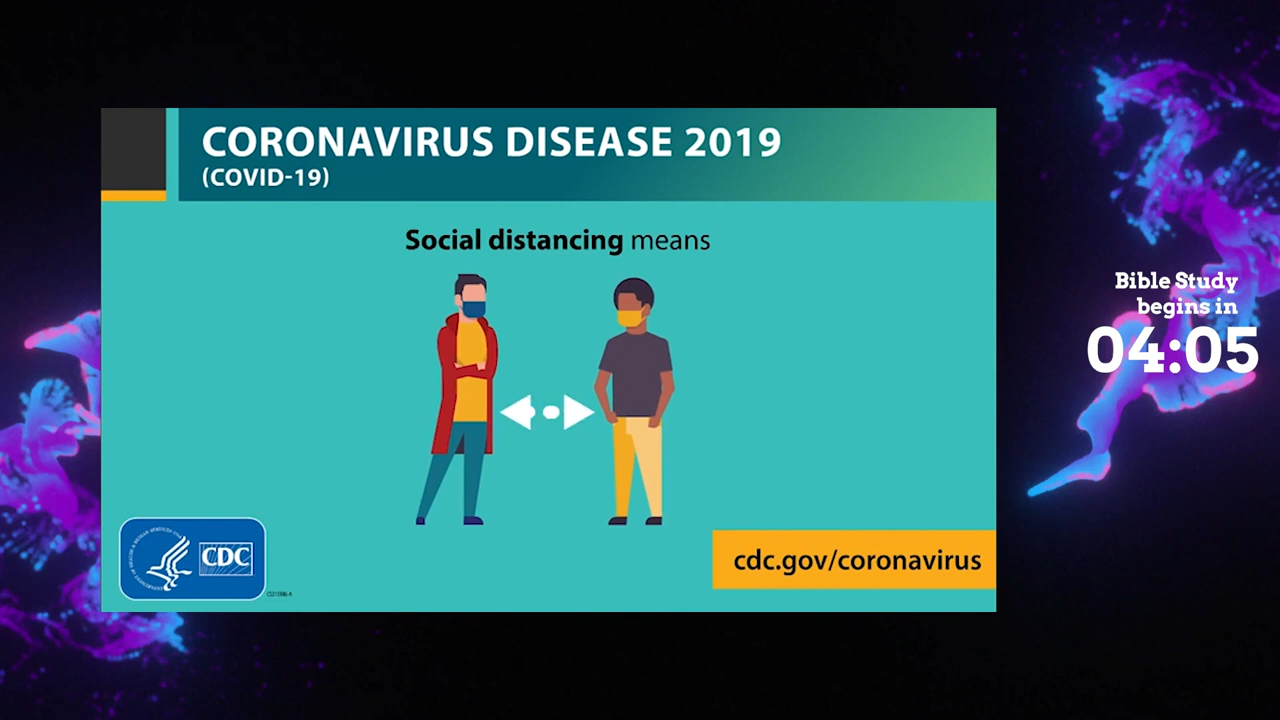 CORONAVIRUS DISEASE 2019
(COVID-19)
Social distancing means
Bible Study
begins in
04:05
CDC
cdc.gov/coronavirus